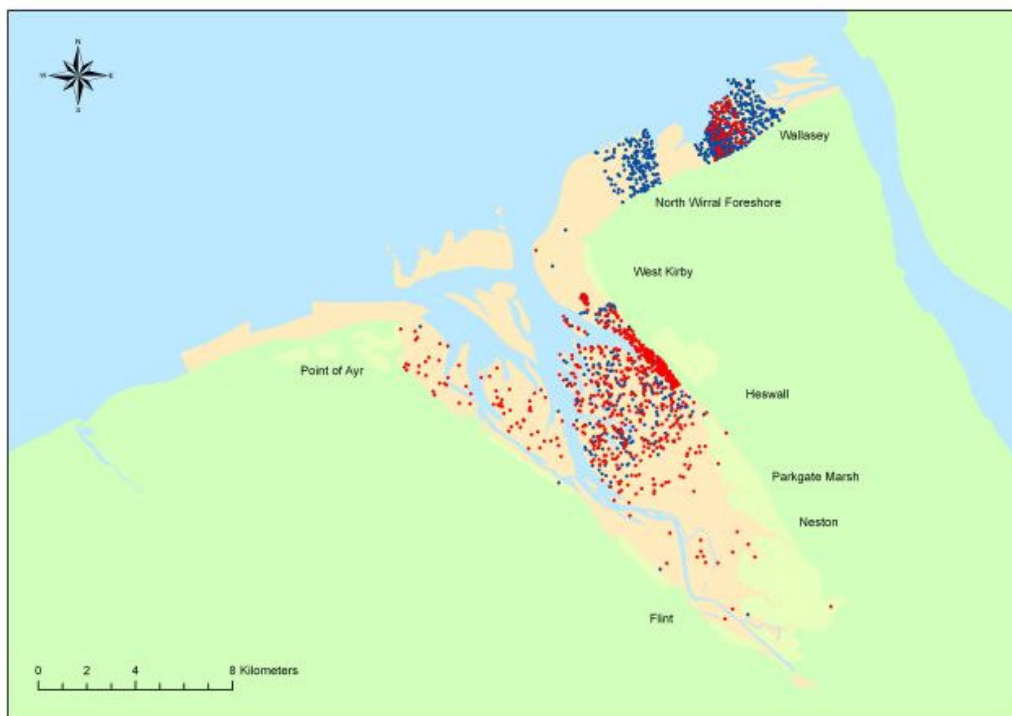 N
W E
S
Wallasey
North Wirral Foreshore
West Kirby
Point of Ayr
Heswall
Parkgate Marsh
Neston
Flint
0 2 4 8 Kilometers